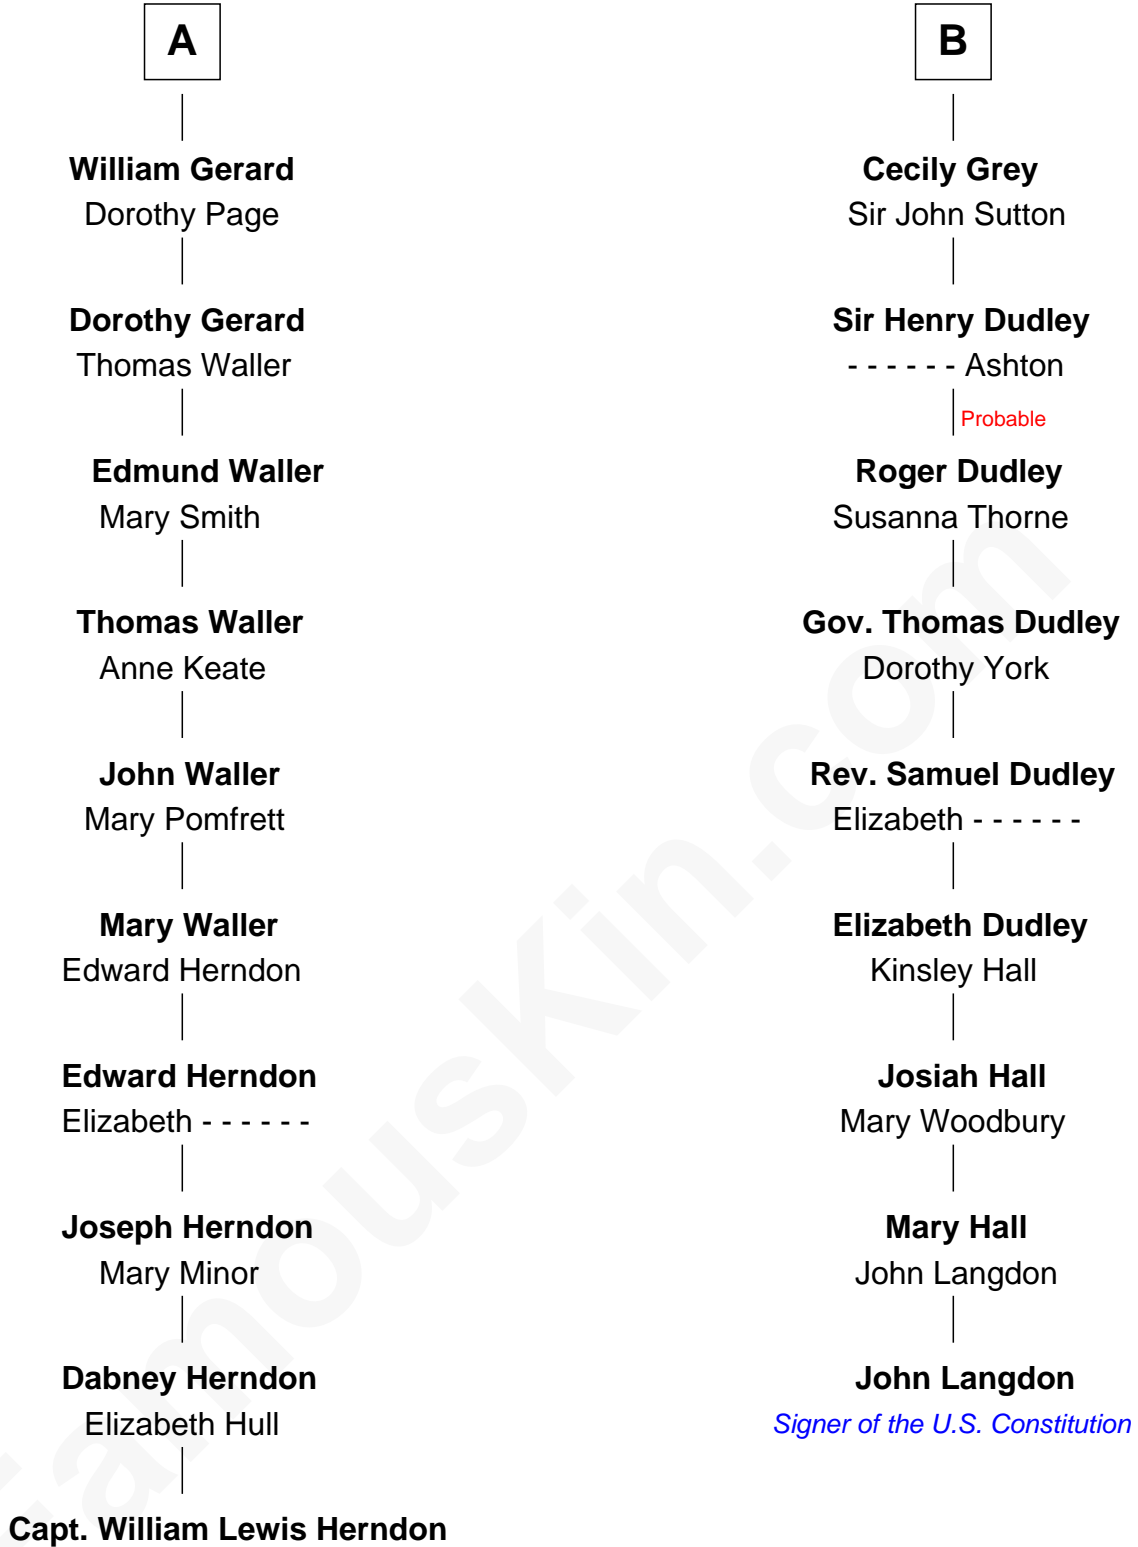 A
William Gerard
Dorothy Page
Dorothy Gerard
Thomas Waller
Edmund Waller
Mary Smith
Thomas Waller
Anne Keate
John Waller
Mary Pomfrett
Mary Waller
Edward Herndon
Edward Herndon
Elizabeth - - - - - -
Joseph Herndon
Mary Minor
Dabney Herndon
Elizabeth Hull
Capt. William Lewis Herndon
B
Cecily Grey
Sir John Sutton
Sir Henry Dudley
- - - - - - Ashton
Probable
Roger Dudley
Susanna Thorne
Gov. Thomas Dudley
Dorothy York
Rev. Samuel Dudley
Elizabeth - - - - - -
Elizabeth Dudley
Kinsley Hall
Josiah Hall
Mary Woodbury
Mary Hall
John Langdon
John Langdon
Signer of the U.S. Constitution
famouskin.com